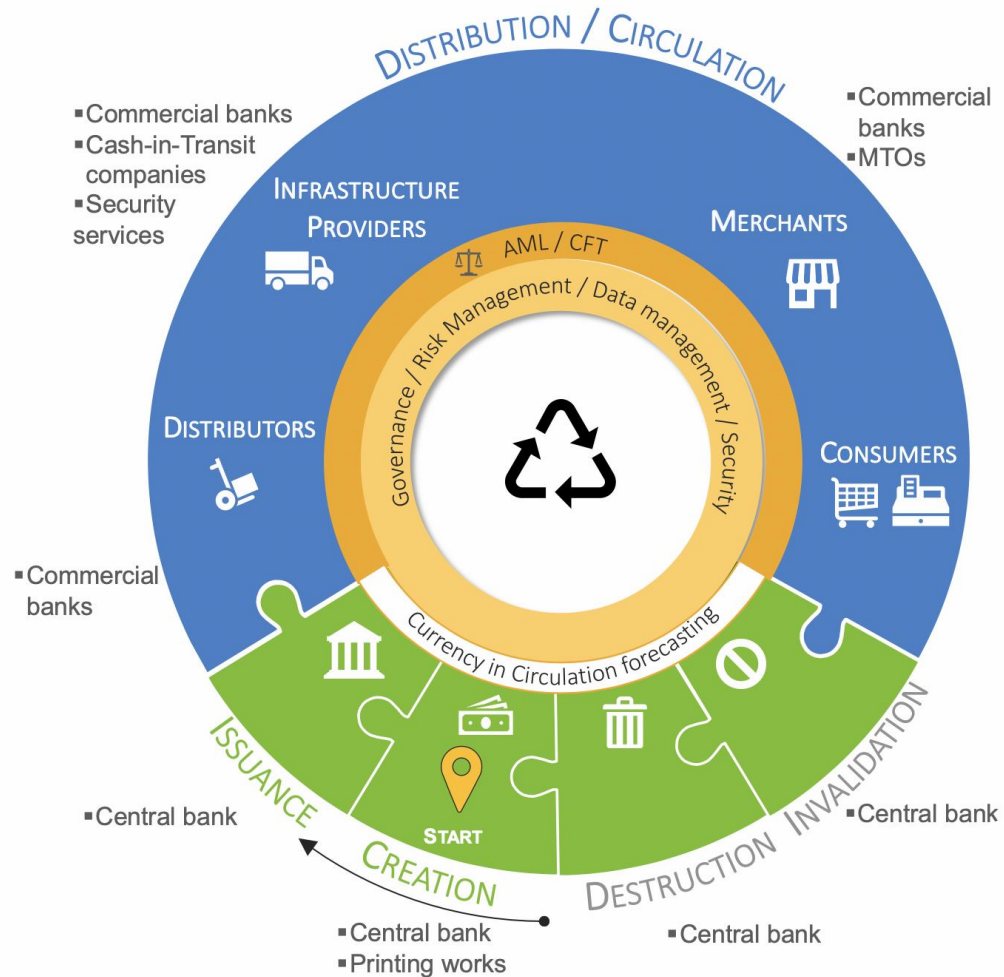 DISTRIBUTION / CIRCULATION
▪Commercial banks
▪Cash-in-Transit
companies
▪Security
services
▪Commercial
banks
▪MTOs
INFRASTRUCTURE
PROVIDERS
MERCHANTS
AML / CFT
Governance / Risk Management / Data management / Security
DISTRIBUTORS
CONSUMERS
▪Commercial
banks
Currency in Circulation forecasting
ISSUANCE
▪Central bank
START
CREATION
▪Central bank
▪Printing works
DESTRUCTION
▪Central bank
INVALIDATION
▪Central bank